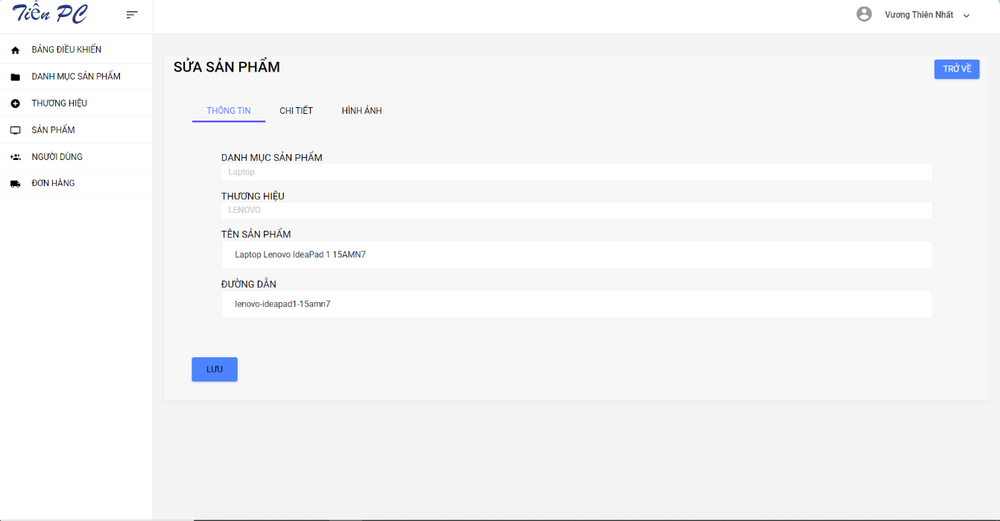 Tiến PC
Vương Thiên Nhất
BẢNG ĐIỀU KHIỂN
DANH MỤC SẢN PHẨM
THƯƠNG HIỆU
SẢN PHẨM
NGƯỜI DÙNG
ĐƠN HÀNG
SỬA SẢN PHẨM
TRỞ VỀ
THÔNG TIN CHI TIẾT HÌNH ẢNH
DANH MỤC SẢN PHẨM
Laptop
THƯƠNG HIỆU
LENOVO
TÊN SẢN PHẨM
Laptop Lenovo IdeaPad 1 15AMN7
ĐƯỜNG DẪN
lenovo-ideapad1-15amn7
LƯU